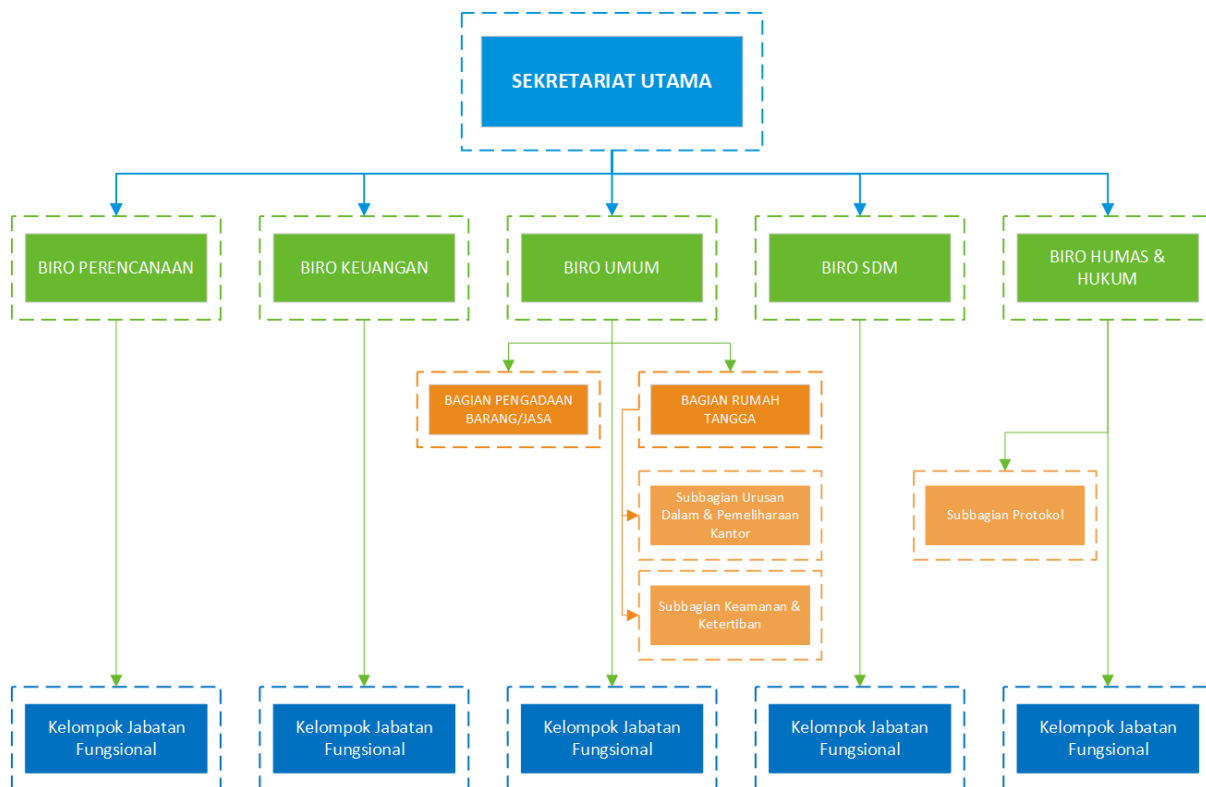 SEKRETARIAT UTAMA
BIRO PERENCANAAN
BIRO KEUANGAN
BIRO UMUM
BIRO SDM
BIRO HUMAS &
HUKUM
BAGIAN PENGADAAN
BARANG/JASA
BAGIAN RUMAH
TANGGA
Subbagian Urusan
Dalam & Pemeliharaan
Kantor
Subbagian Protokol
Subbagian Keamanan &
Ketertiban
Kelompok Jabatan
Fungsional
Kelompok Jabatan
Fungsional
Kelompok Jabatan
Fungsional
Kelompok Jabatan
Fungsional
Kelompok Jabatan
Fungsional